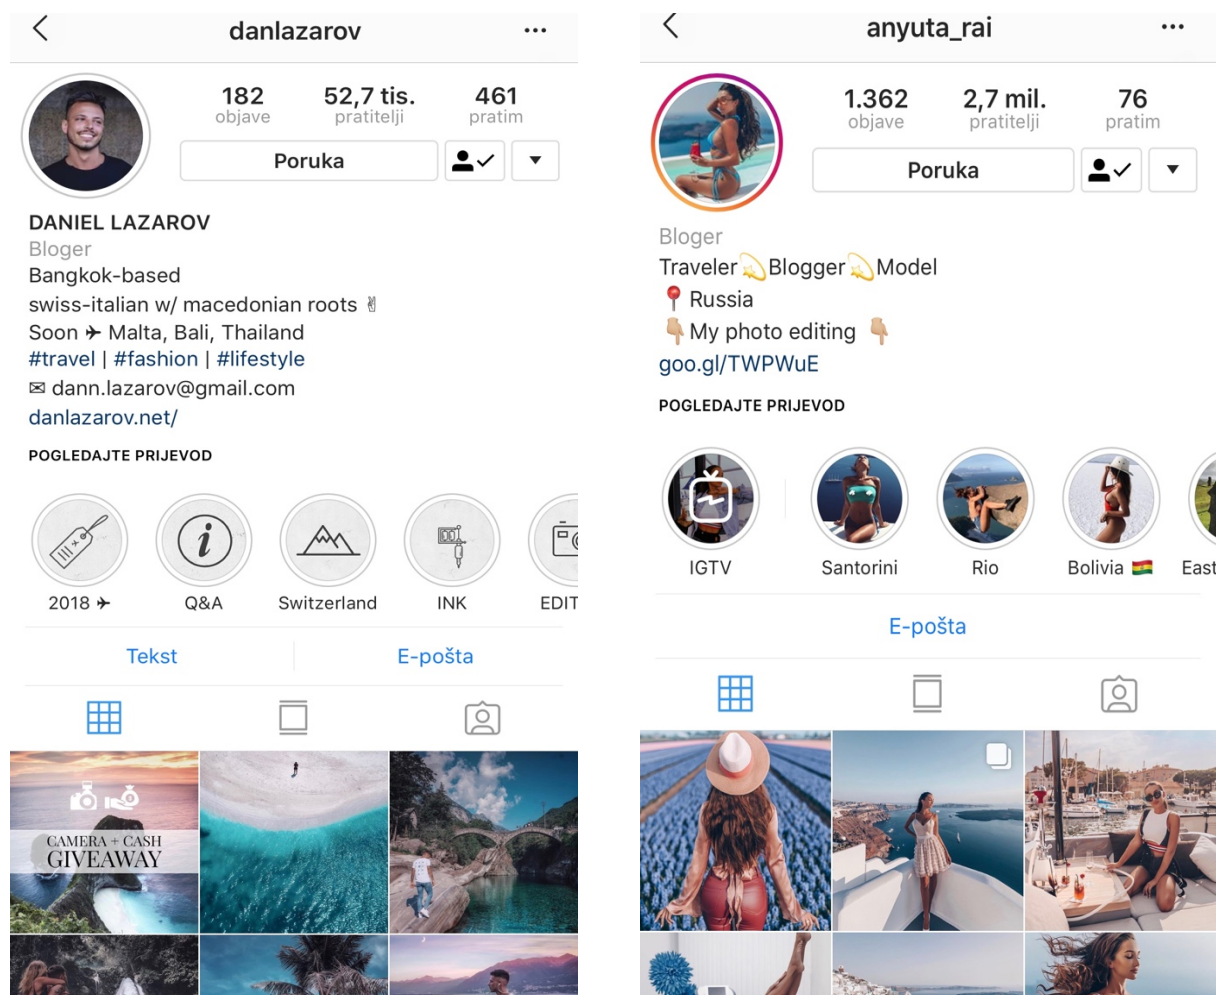 danlazarov
182
52,7 tis.
461
objave
pratitelji
pratim
Poruka
DANIEL LAZAROV
Bloger
Bangkok-based
swiss-italian w/ macedonian roots ✌
Soon ✈ Malta, Bali, Thailand
#travel | #fashion | #lifestyle
✉ dann.lazarov@gmail.com
danlazarov.net/
POGLEDAJTE PRIJEVOD
2018 ✈
Q&A
Switzerland
INK
EDIT
Tekst
E-pošta
CAMERA + CASH
GIVEAWAY
anyuta_rai
1.362
2,7 mil.
76
objave
pratitelji
pratim
Poruka
Bloger
Traveler💫Blogger💫Model
📍Russia
👇🏼My photo editing 👇🏼
goo.gl/TWPWuE
POGLEDAJTE PRIJEVOD
IGTV
Santorini
Rio
Bolivia 🇧🇴
East
E-pošta